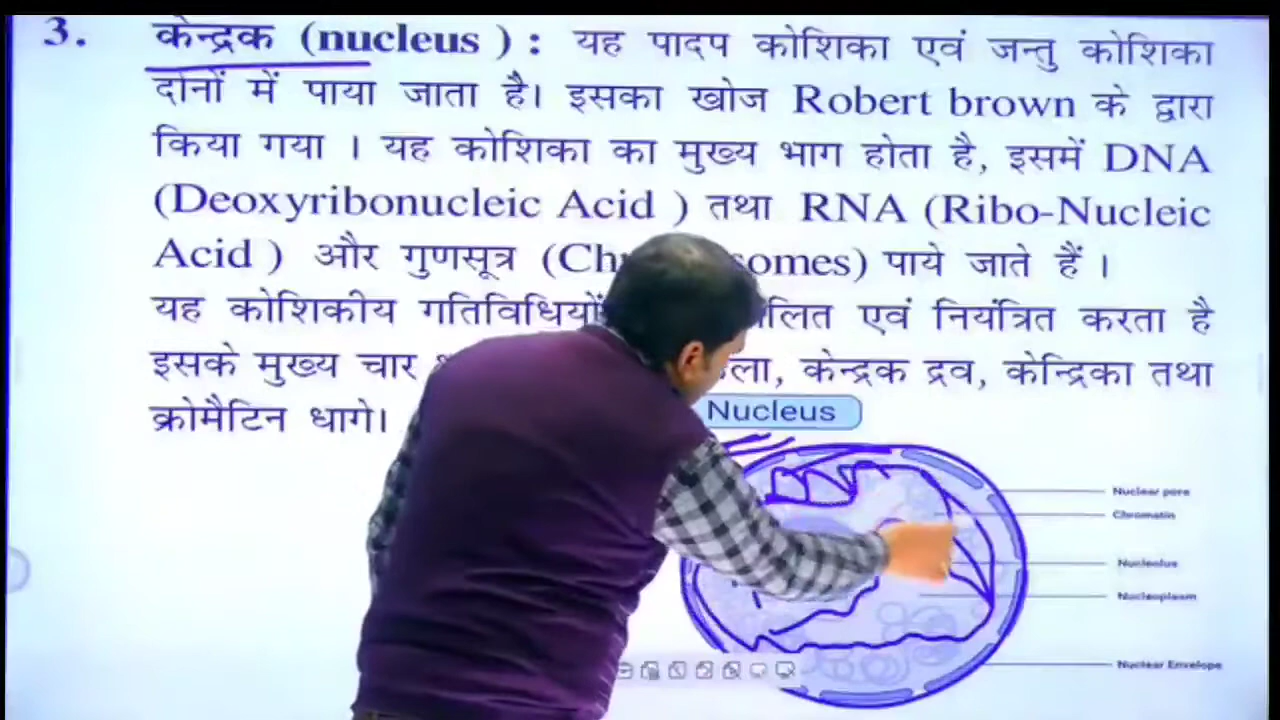 3. केन्द्रक (nucleus ) : यह पादप कोशिका एवं जन्तु कोशिका
दोनों में पाया जाता है। इसका खोज Robert brown के द्वारा
किया गया । यह कोशिका का मुख्य भाग होता है, इसमें DNA
(Deoxyribonucleic Acid ) तथा RNA (Ribo-Nucleic
Acid ) और गुणसूत्र (Ch somes) पाये जाते हैं ।
यह कोशिकीय गतिविधियों लित एवं नियंत्रित करता है
इसके मुख्य चार ला, केन्द्रक द्रव, केन्द्रिका तथा
क्रोमैटिन धागे।
Nucleus
Nuclear pore
Chromatin
Nucleolus
Nucleoplasm
Nuclear Envelope